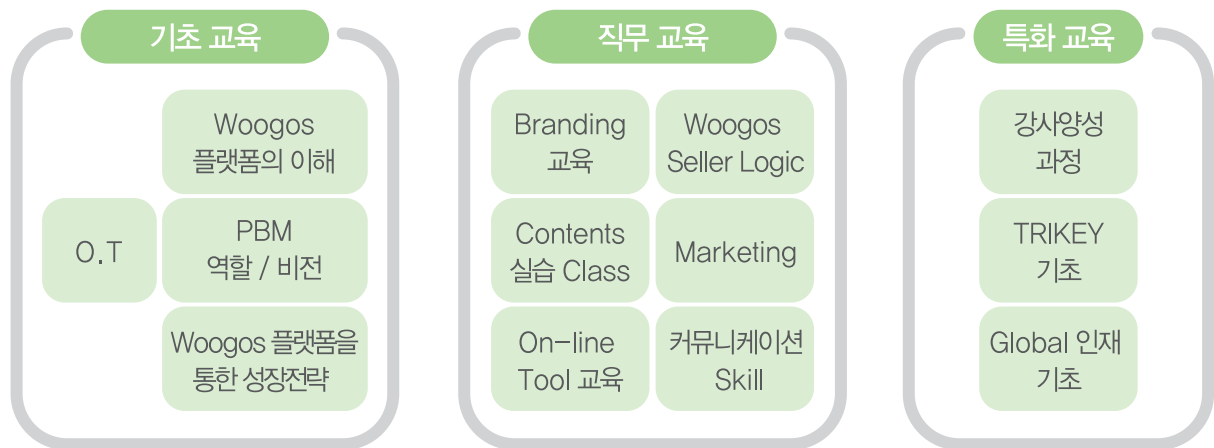 기초 교육
O.T
Woogos
플랫폼의 이해
PBM
역할 / 비전
Woogos 플랫폼을
통한 성장전략
직무 교육
Branding
교육
Woogos
Seller Logic
Contents
실습 Class
Marketing
On-line
Tool 교육
커뮤니케이션
Skill
특화 교육
강사양성
과정
TRIKEY
기초
Global 인재
기초